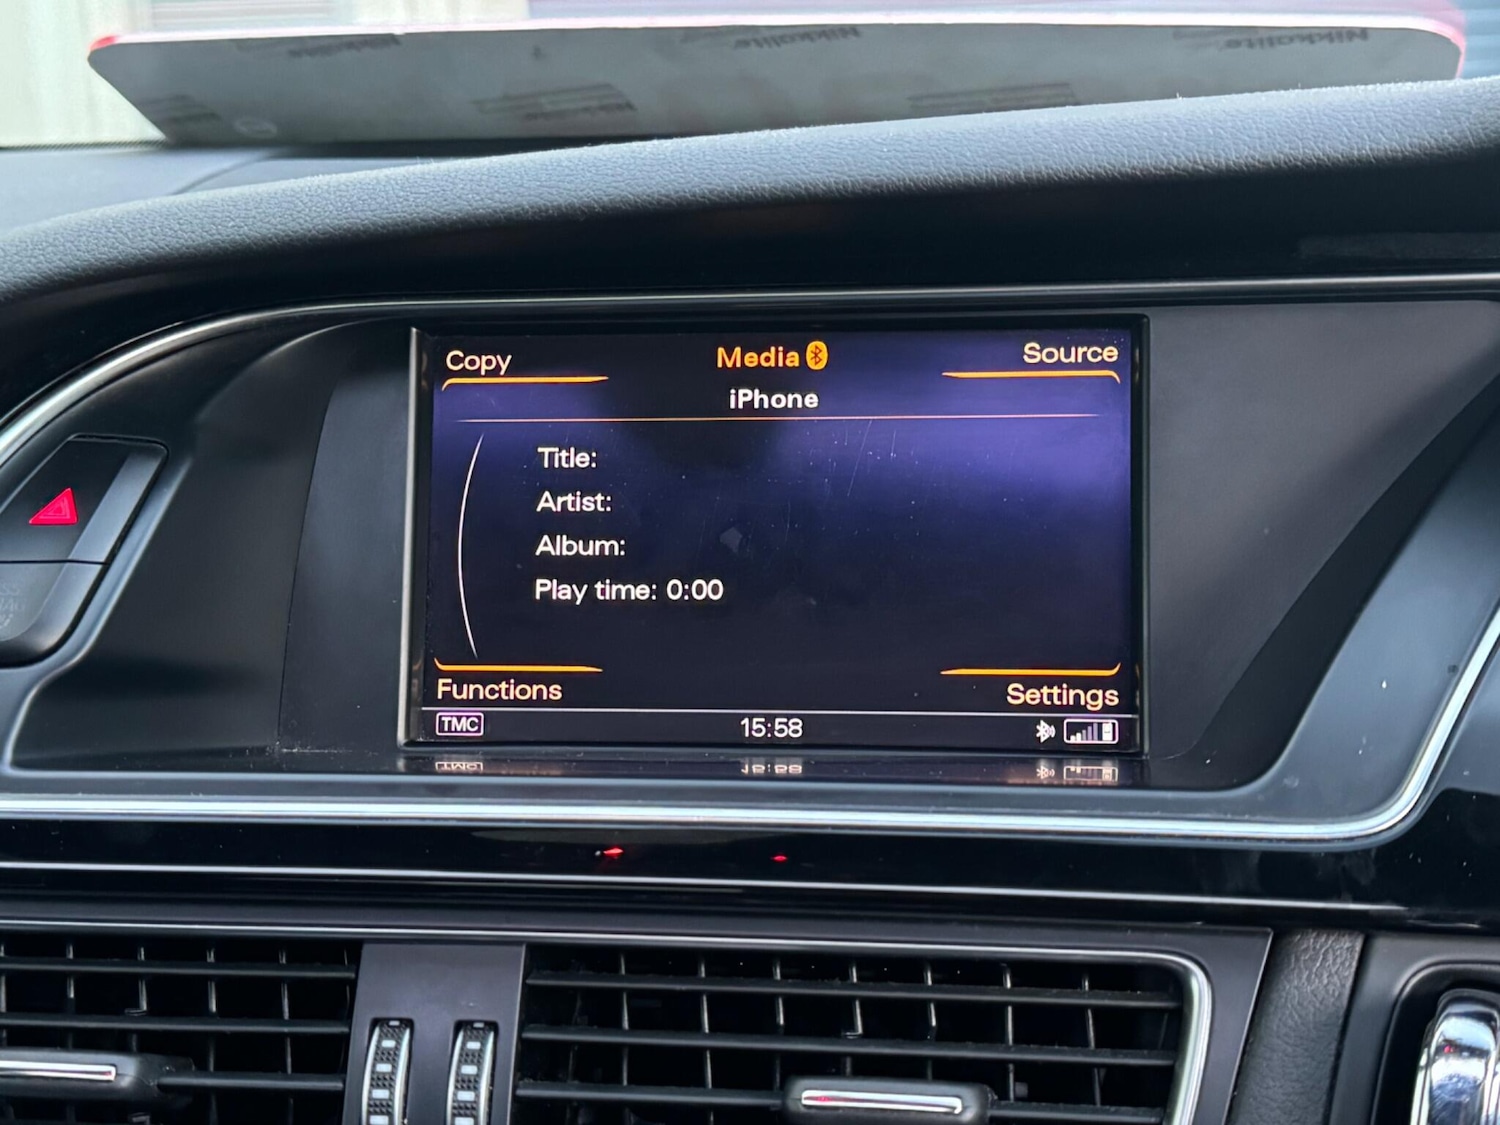 Copy
Media
Source
iPhone
Title:
Artist:
Album:
Play time: 0:00
Functions
Settings
TMC
15:58